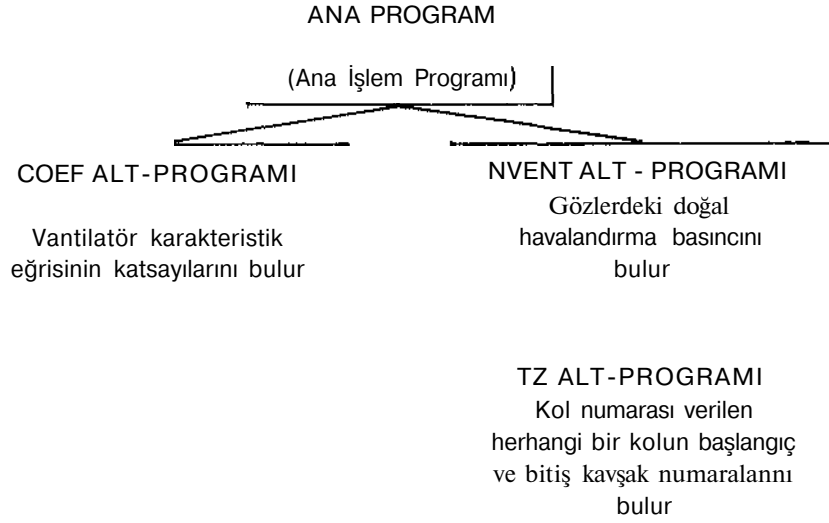 ANA PROGRAM
(Ana İşlem Programı)
COEF ALT-PROGRAMI
Vantilatör karakteristik
eğrisinin katsayılarını bulur
NVENT ALT - PROGRAMI
Gözlerdeki doğal
havalandırma basıncını
bulur
TZ ALT-PROGRAMI
Kol numarası verilen
herhangi bir kolun başlangıç
ve bitiş kavşak numaralannı
bulur